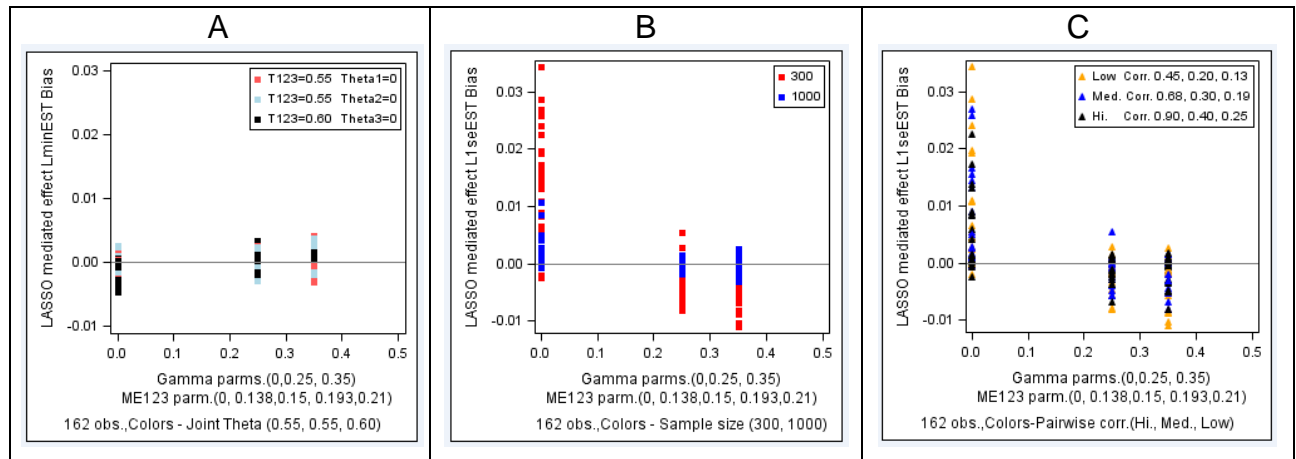 A
LASSO mediated effect LminEST Bias
0.03
0.02
0.01
0.00
-0.01
T123=0.55 Theta1=0
T123=0.55 Theta2=0
T123=0.60 Theta3=0
0.0 0.1 0.2 0.3 0.4 0.5
Gamma parms.(0,0.25, 0.35)
ME123 parm.(0, 0.138,0.15, 0.193,0.21)
162 obs.,Colors - Joint Theta (0.55, 0.55, 0.60)
B
LASSO mediated effect L1seEST Bias
0.03
0.02
0.01
0.00
-0.01
300
1000
0.0 0.1 0.2 0.3 0.4 0.5
Gamma parms.(0,0.25, 0.35)
ME123 parm.(0, 0.138,0.15, 0.193,0.21)
162 obs.,Colors - Sample size (300, 1000)
C
LASSO mediated effect L1seEST Bias
0.03
0.02
0.01
0.00
-0.01
Low Corr. 0.45, 0.20, 0.13
Med. Corr. 0.68, 0.30, 0.19
Hi. Corr. 0.90, 0.40, 0.25
0.0 0.1 0.2 0.3 0.4 0.5
Gamma parms.(0,0.25, 0.35)
ME123 parm.(0, 0.138,0.15, 0.193,0.21)
162 obs.,Colors-Pairwise corr.(Hi., Med., Low)